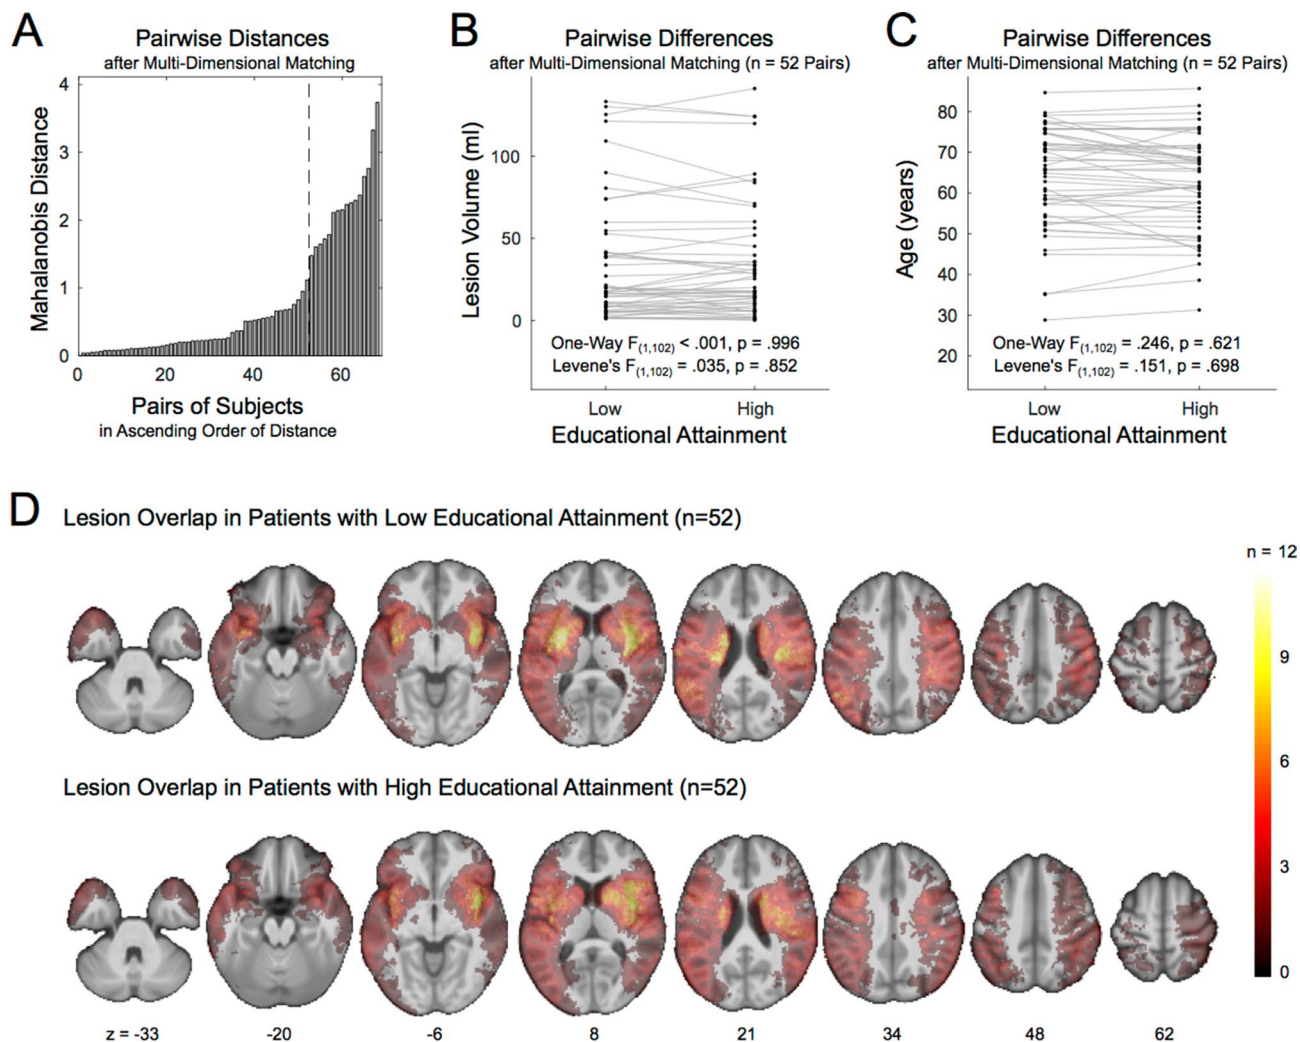 A
Pairwise Distances
after Multi-Dimensional Matching
Mahalanobis Distance
4
3
2
1
0
0
20
40
60
Pairs of Subjects
in Ascending Order of Distance
B
Pairwise Differences
after Multi-Dimensional Matching (n = 52 Pairs)
Lesion Volume (ml)
100
50
0
One-Way F(1,102) < .001, p = .996
Levene's F(1,102) = .035, p = .852
Low
High
Educational Attainment
C
Pairwise Differences
after Multi-Dimensional Matching (n = 52 Pairs)
Age (years)
80
70
60
50
40
30
20
One-Way F(1,102) = .246, p = .621
Levene's F(1,102) = .151, p = .698
Low
High
Educational Attainment
D
Lesion Overlap in Patients with Low Educational Attainment (n=52)
n = 12
9
6
3
0
Lesion Overlap in Patients with High Educational Attainment (n=52)
z = -33
-20
-6
8
21
34
48
62